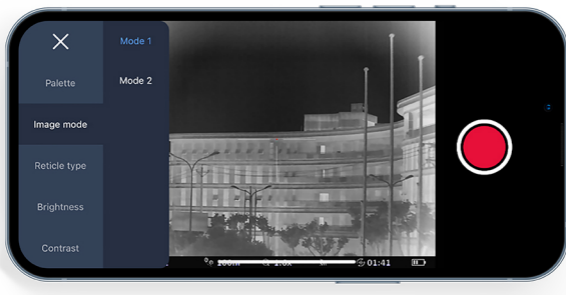 Mode 1
Palette
Mode 2
Image mode
Reticle type
Brightness
Contrast
01:41